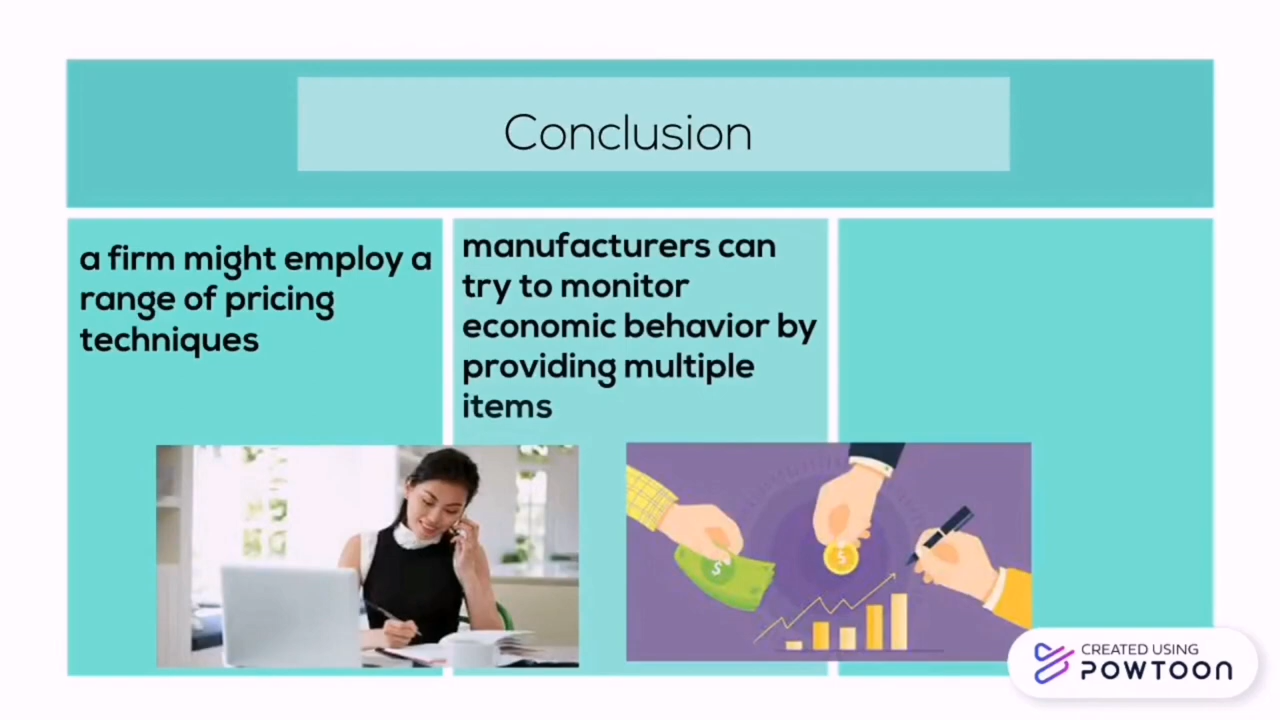 Conclusion
a firm might employ a
range of pricing
techniques
manufacturers can
try to monitor
economic behavior by
providing multiple
items
$
$
CREATED USING
POWTOON